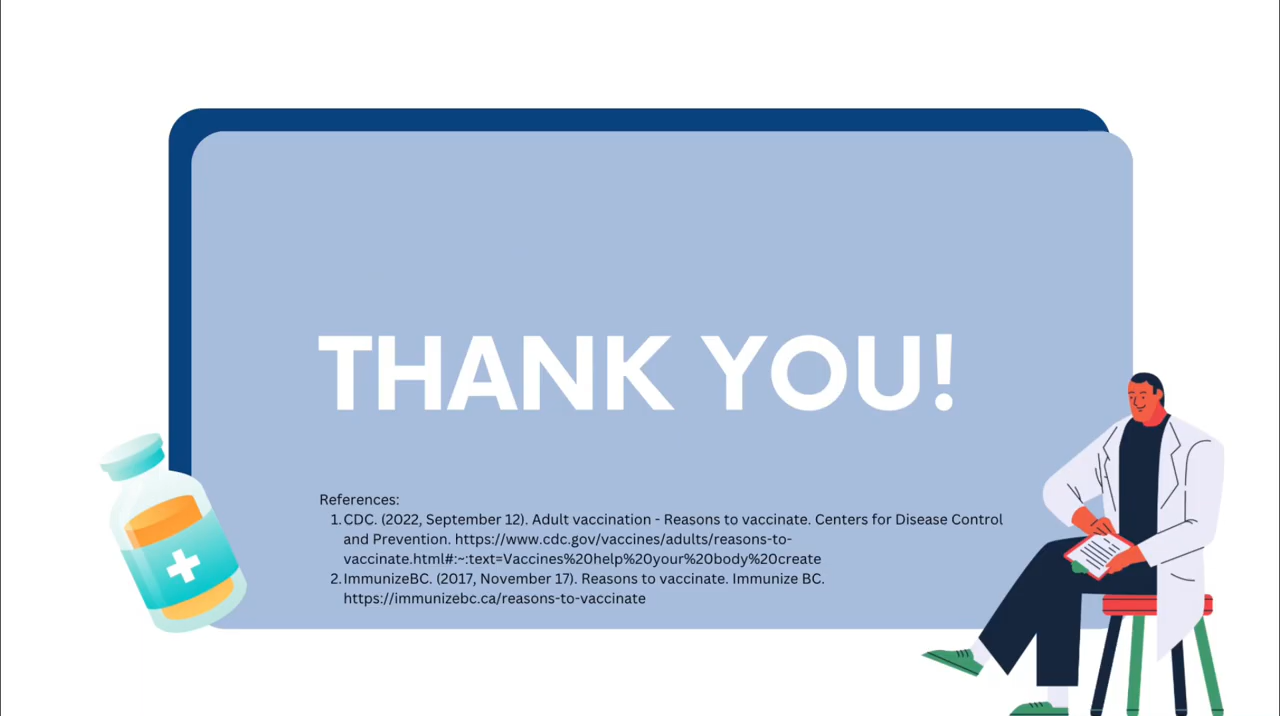 THANK YOU!
References:
1. CDC. (2022, September 12). Adult vaccination - Reasons to vaccinate. Centers for Disease Control
and Prevention. https://www.cdc.gov/vaccines/adults/reasons-to-
vaccinate.html#:~:text=Vaccines%20help%20your%20body%20create
2. ImmunizeBC. (2017, November 17). Reasons to vaccinate. Immunize BC.
https://immunizebc.ca/reasons-to-vaccinate